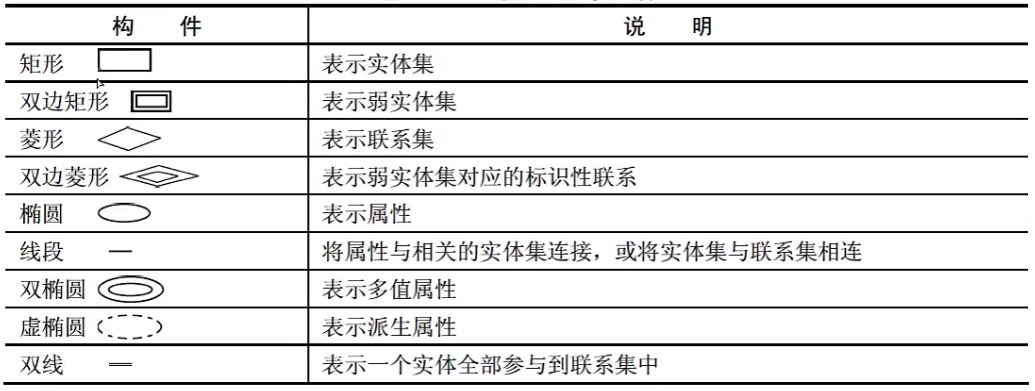 构 件 说 明
矩形 表示实体集
双边矩形 表示弱实体集
菱形 表示联系集
双边菱形 表示弱实体集对应的标识性联系
椭圆 表示属性
线段 将属性与相关的实体集连接，或将实体集与联系集相连
双椭圆 表示多值属性
虚椭圆 表示派生属性
双线 表示一个实体全部参与到联系集中